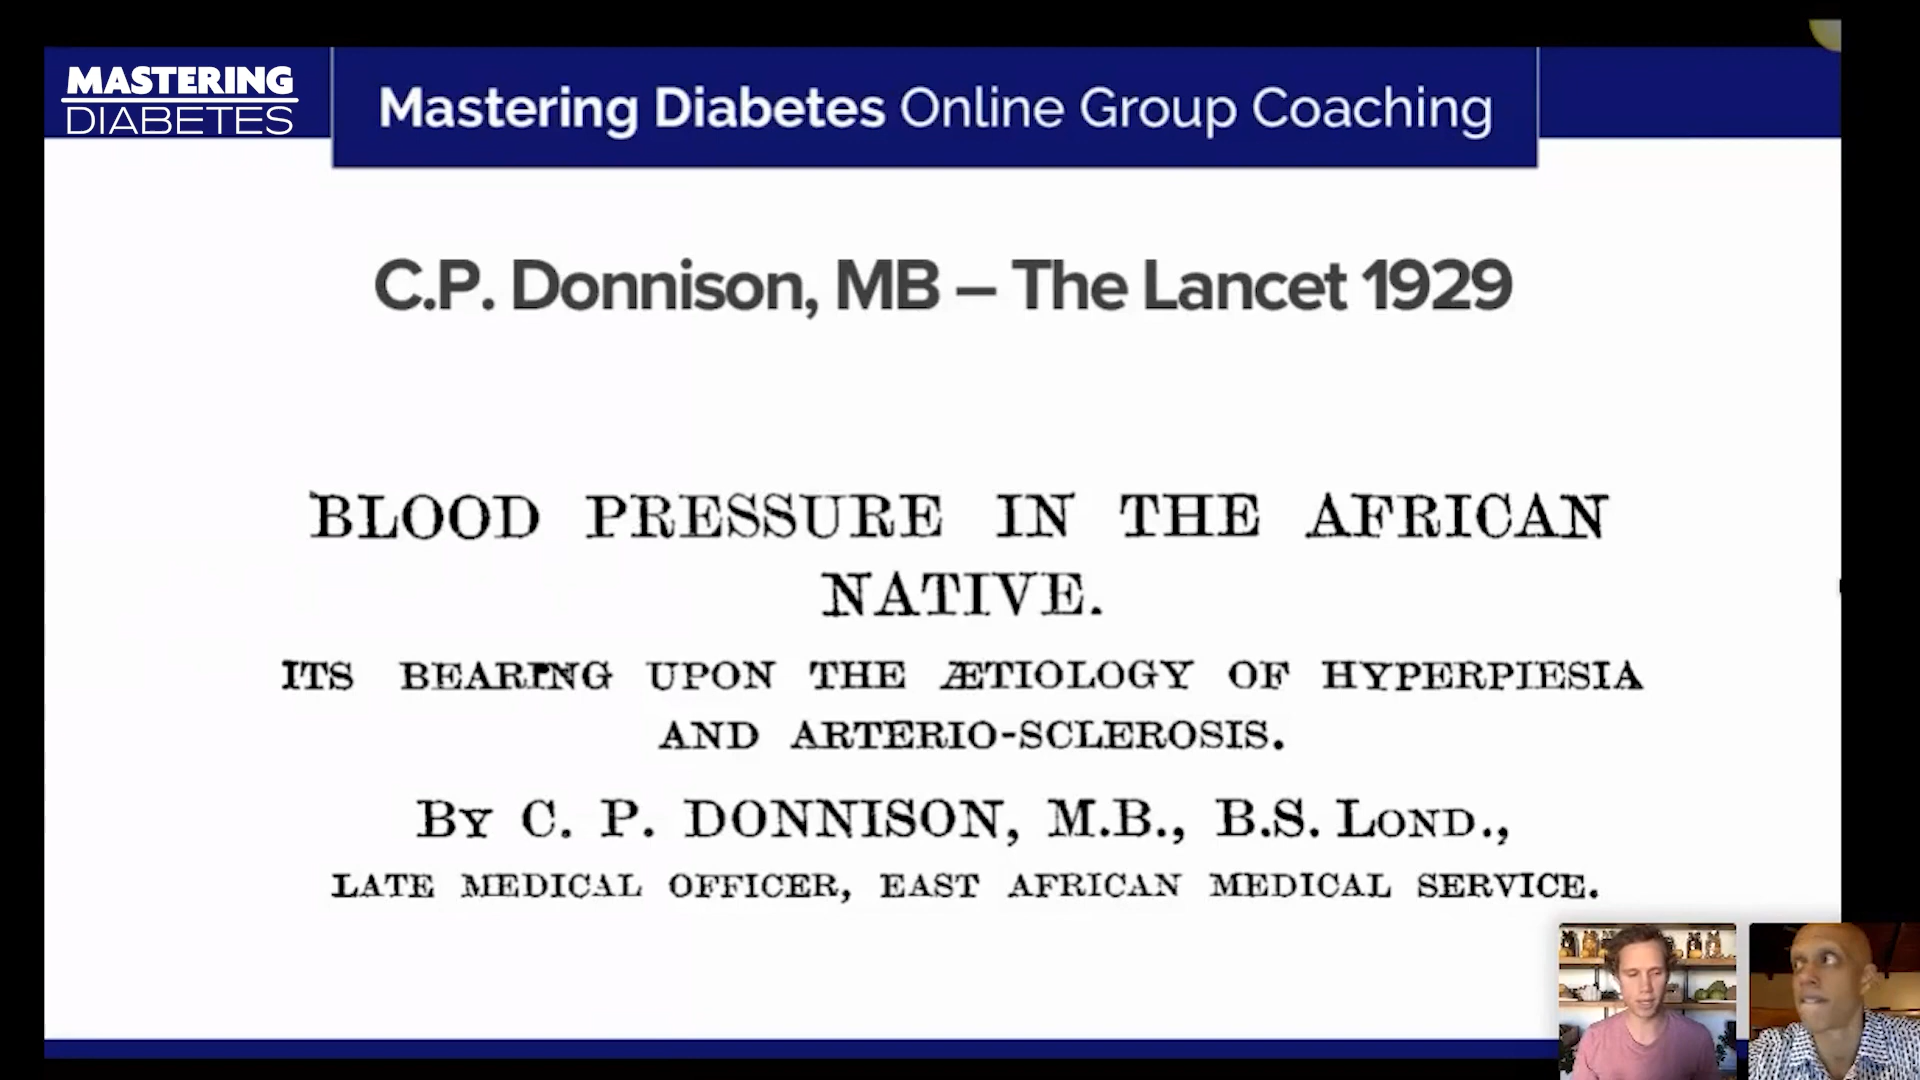 MASTERING
DIABETES
Mastering Diabetes Online Group Coaching
C.P. Donnison, MB – The Lancet 1929
BLOOD PRESSURE IN THE AFRICAN
NATIVE.
ITS BEARING UPON THE ÆTIOLOGY OF HYPERPIESIA
AND ARTERIO-SCLEROSIS.
BY C. P. DONNISON, M.B., B.S. LOND.,
LATE MEDICAL OFFICER, EAST AFRICAN MEDICAL SERVICE.